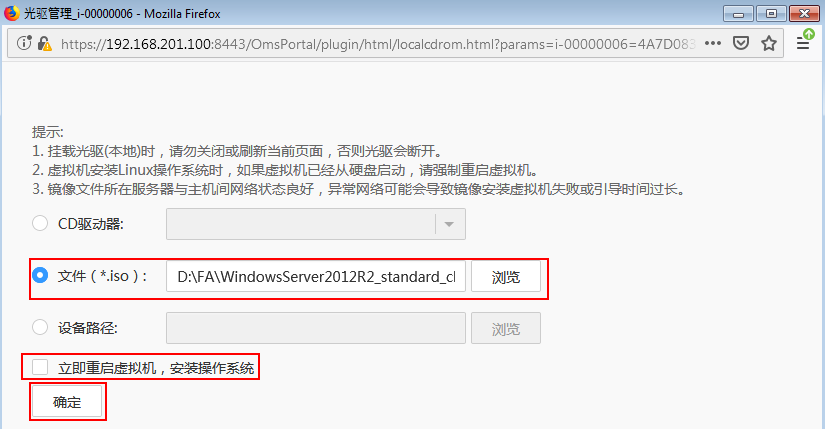 光驱管理_i-00000006 - Mozilla Firefox
https://192.168.201.100:8443/OmsPortal/plugin/html/localcdrom.html?params=i-00000006=4A7D083
提示:
1. 挂载光驱(本地)时，请勿关闭或刷新当前页面，否则光驱会断开。
2. 虚拟机安装Linux操作系统时，如果虚拟机已经从硬盘启动，请强制重启虚拟机。
3. 镜像文件所在服务器与主机间网络状态良好，异常网络可能会导致镜像安装虚拟机失败或引导时间过长。
CD驱动器:
文件（*.iso）: D:\FA\WindowsServer2012R2_standard_cl 浏览
设备路径: 浏览
立即重启虚拟机，安装操作系统
确定